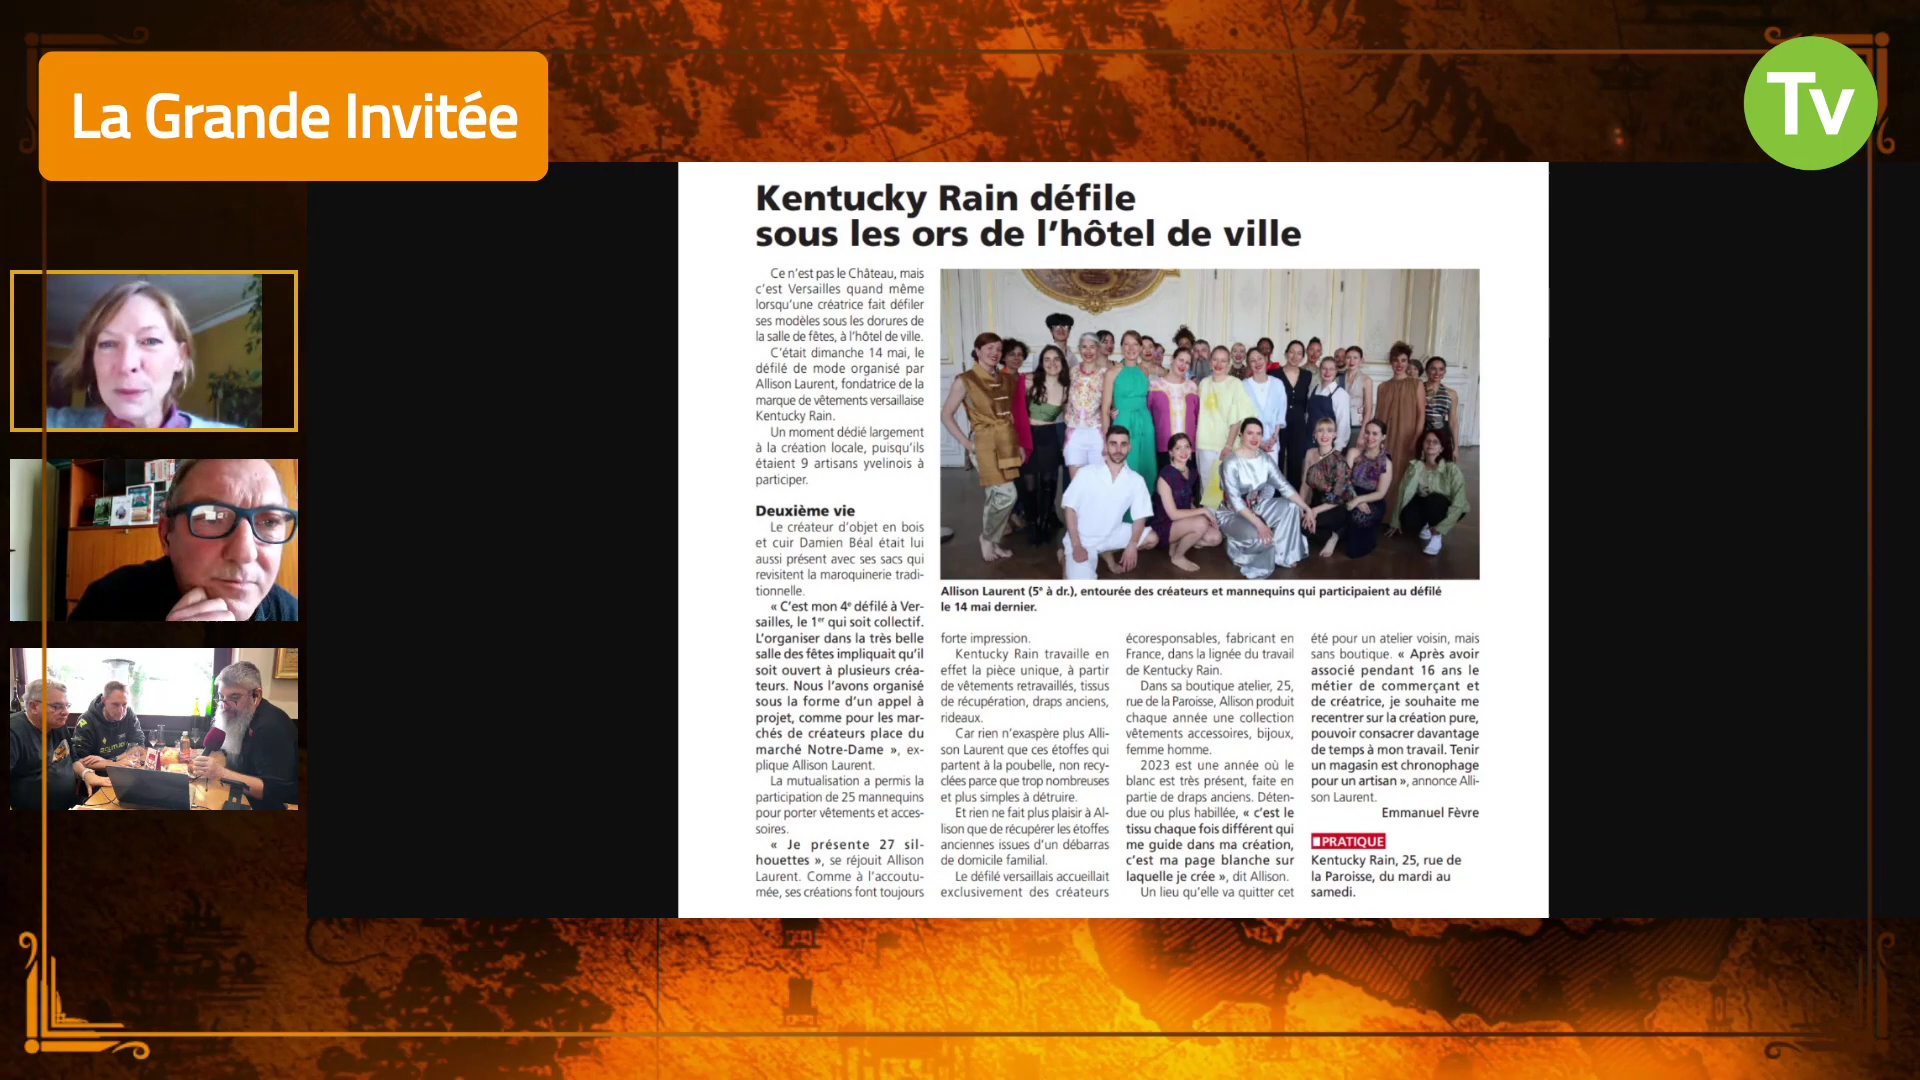 La Grande Invitée
Tv
Kentucky Rain défile
sous les ors de l'hôtel de ville
Ce n'est pas le Château, mais
c'est Versailles quand même
lorsqu'une créatrice fait défiler
ses modèles sous les dorures de
la salle de fêtes, à l'hôtel de ville.
C'était dimanche 14 mai, le
défilé de mode organisé par
Allison Laurent, fondatrice de la
marque de vêtements versaillaise
Kentucky Rain.
Un moment dédié largement
à la création locale, puisqu'ils
étaient 9 artisans yvelinois à
participer.
Deuxième vie
Le créateur d'objet en bois
et cuir Damien Béal était lui
aussi présent avec ses sacs qui
revisitent la maroquinerie tradi-
tionnelle.
« C'est mon 4e défilé à Ver-
sailles, le 1er qui soit collectif.
L'organiser dans la très belle
salle des fêtes impliquait qu'il
soit ouvert à plusieurs créa-
teurs. Nous l'avons organisé
sous la forme d'un appel à
projet, comme pour les mar-
chés de créateurs place du
marché Notre-Dame », ex-
plique Allison Laurent.
La mutualisation a permis la
participation de 25 mannequins
pour porter vêtements et acces-
soires.
« Je présente 27 sil-
houettes », se réjouit Allison
Laurent. Comme à l'accoutu-
mée, ses créations font toujours
Allison Laurent (5e à dr.), entourée des créateurs et mannequins qui participaient au défilé
le 14 mai dernier.
forte impression.
Kentucky Rain travaille en
effet la pièce unique, à partir
de vêtements retravaillés, tissus
de récupération, draps anciens,
rideaux.
Car rien n'exaspère plus Alli-
son Laurent que ces étoffes qui
partent à la poubelle, non recy-
clées parce que trop nombreuses
et plus simples à détruire.
Et rien ne fait plus plaisir à Al-
lison que de récupérer les étoffes
anciennes issues d'un débarras
de domicile familial.
Le défilé versaillais accueillait
exclusivement des créateurs
écoresponsables, fabricant en
France, dans la lignée du travail
de Kentucky Rain.
Dans sa boutique atelier, 25,
rue de la Paroisse, Allison produit
chaque année une collection
vêtements accessoires, bijoux,
femme homme.
2023 est une année où le
blanc est très présent, faite en
partie de draps anciens. Déten-
due ou plus habillée, « c'est le
tissu chaque fois différent qui
me guide dans ma création,
c'est ma page blanche sur
laquelle je crée », dit Allison.
Un lieu qu'elle va quitter cet
été pour un atelier voisin, mais
sans boutique. « Après avoir
associé pendant 16 ans le
métier de commerçant et
de créatrice, je souhaite me
recentrer sur la création pure,
pouvoir consacrer davantage
de temps à mon travail. Tenir
un magasin est chronophage
pour un artisan », annonce Alli-
son Laurent.
Emmanuel Fèvre
PRATIQUE
Kentucky Rain, 25, rue de
la Paroisse, du mardi au
samedi.